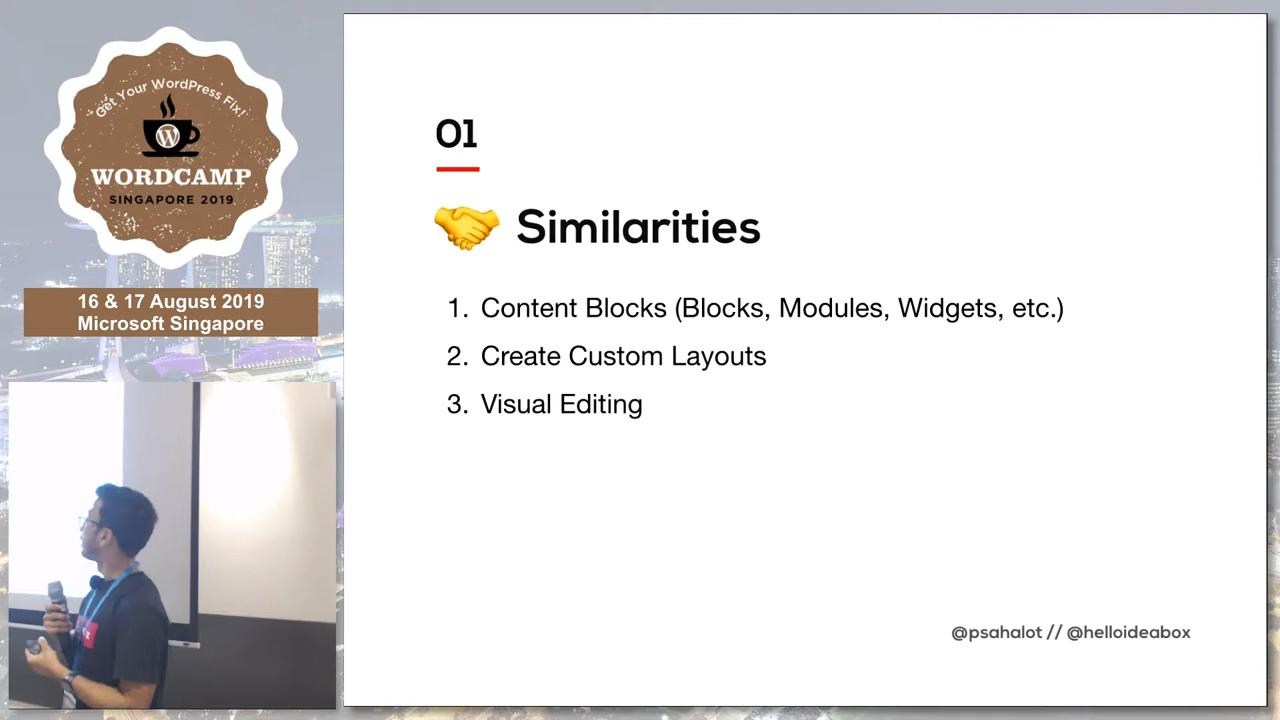 Get Your WordPress Fix!
WORDCAMP
SINGAPORE 2019
16 & 17 August 2019
Microsoft Singapore
01
Similarities
1. Content Blocks (Blocks, Modules, Widgets, etc.)
2. Create Custom Layouts
3. Visual Editing
@psahalot // @helloideabox